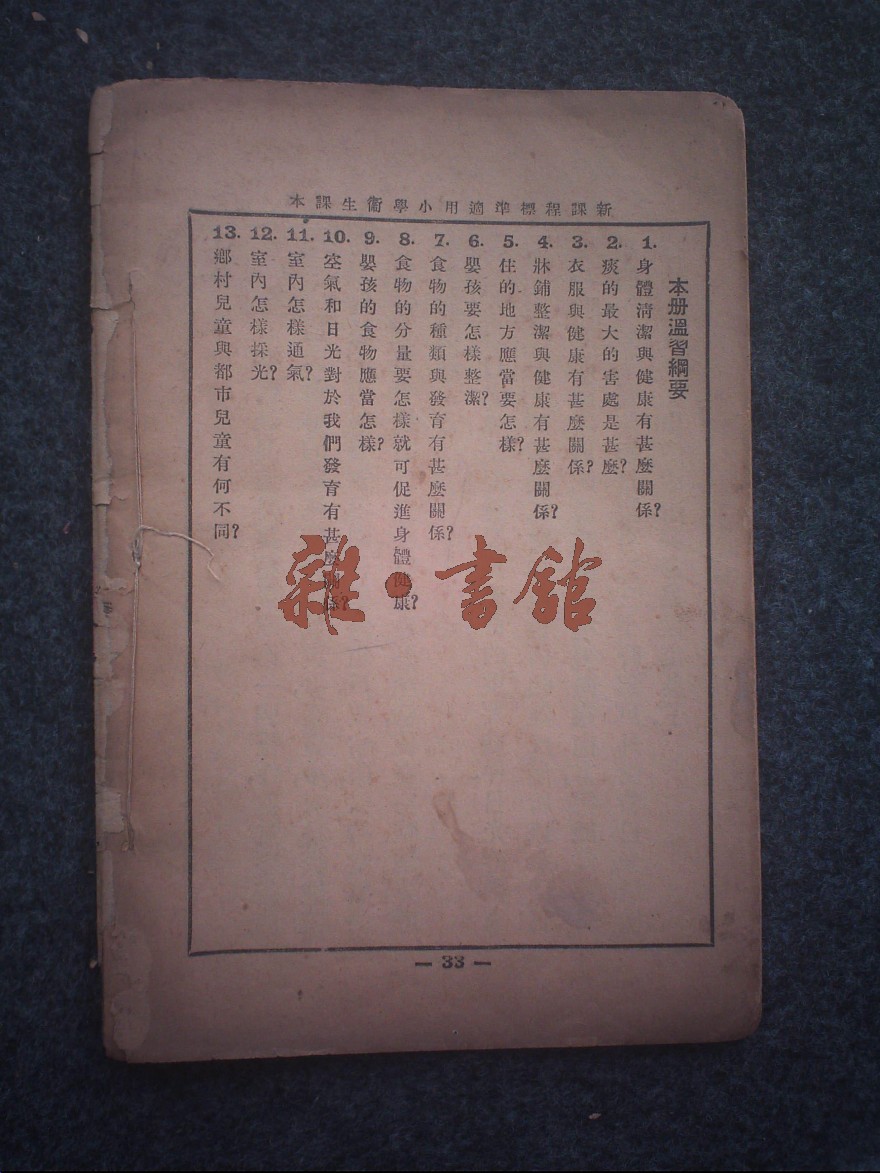 新課程標準適用小學衞生課本
本册溫習綱要
1. 身體淸潔與健康有甚麼關係?
2. 痰的最大的害處是甚麼?
3. 衣服與健康有甚麼關係?
4. 牀鋪整潔與健康有甚麼關係?
5. 住的地方應當要怎樣?
6. 嬰孩要怎樣整潔?
7. 食物的種類與發育有甚麼關係?
8. 食物的分量要怎樣就可促進身體健康?
9. 嬰孩的食物應當怎樣?
10. 空氣和日光對於我們發育有甚麼關係?
11. 室內怎樣通氣?
12. 室內怎樣採光?
13. 鄉村兒童與都市兒童有何不同?
— 33 —
雜·書館